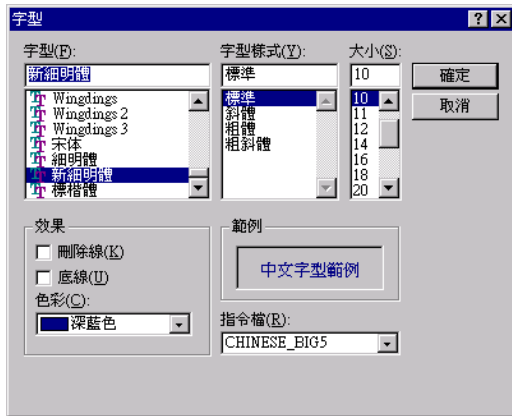 字型
字型(F):
新細明體
Wingdings
Wingdings 2
Wingdings 3
宋体
細明體
新細明體
標楷體
字型樣式(Y):
標準
標準
斜體
粗體
粗斜體
大小(S):
10
10
11
12
14
16
18
20
確定
取消
效果
刪除線(K)
底線(U)
色彩(C):
深藍色
範例
中文字型範例
指令檔(R):
CHINESE_BIG5